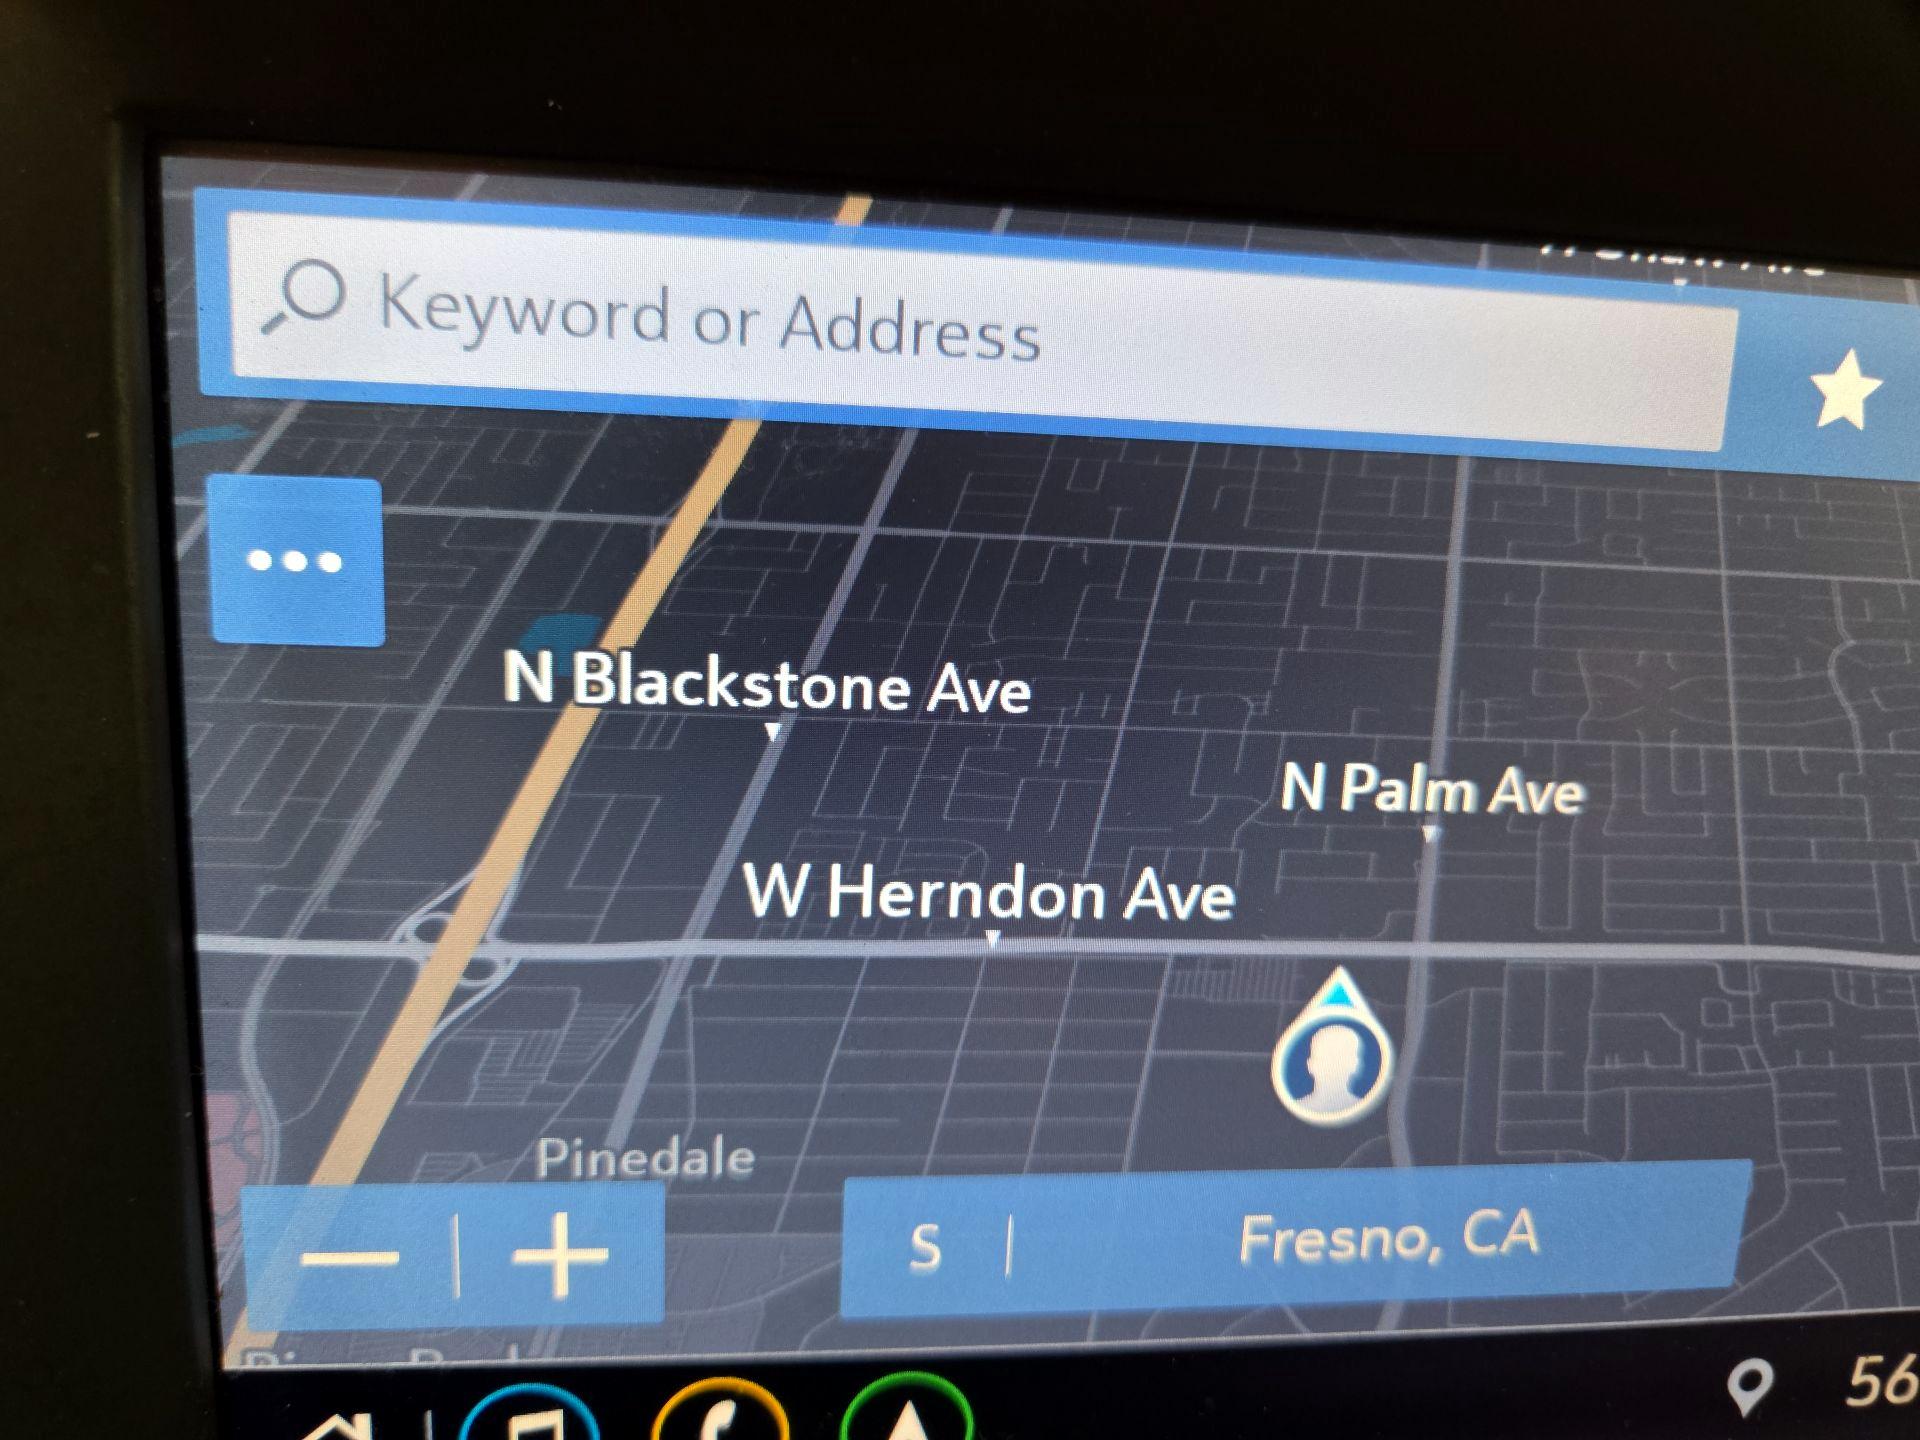 Keyword or Address
N Blackstone Ave
N Palm Ave
W Herndon Ave
Pinedale
S | Fresno, CA
56